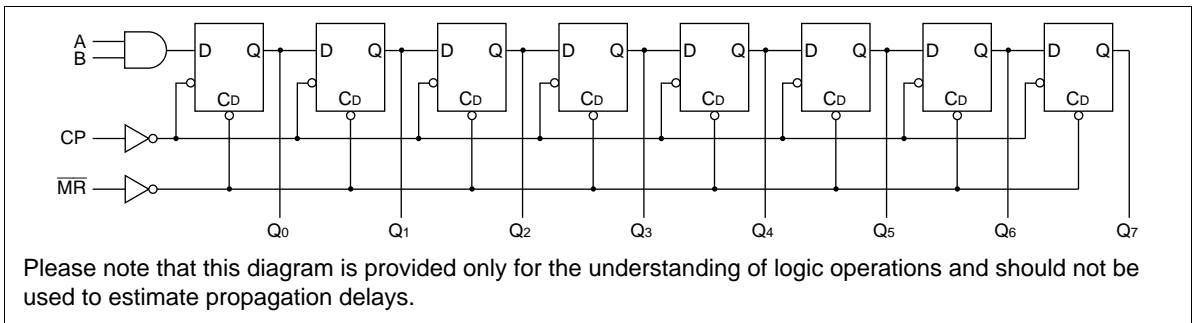 A
B
D Q D Q D Q D Q D Q D Q D Q D Q
CD CD CD CD CD CD CD CD
CP
MR
Q0 Q1 Q2 Q3 Q4 Q5 Q6 Q7
Please note that this diagram is provided only for the understanding of logic operations and should not be
used to estimate propagation delays.